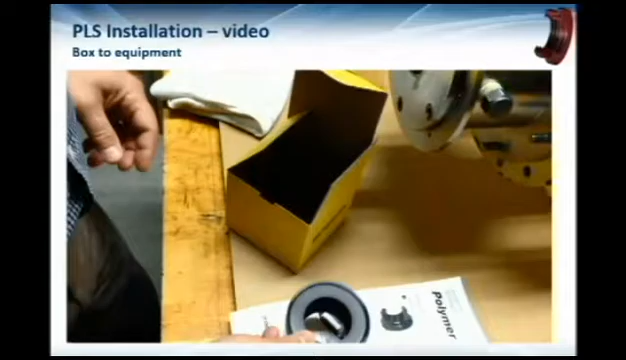 PLS Installation – video
Box to equipment
Polymer